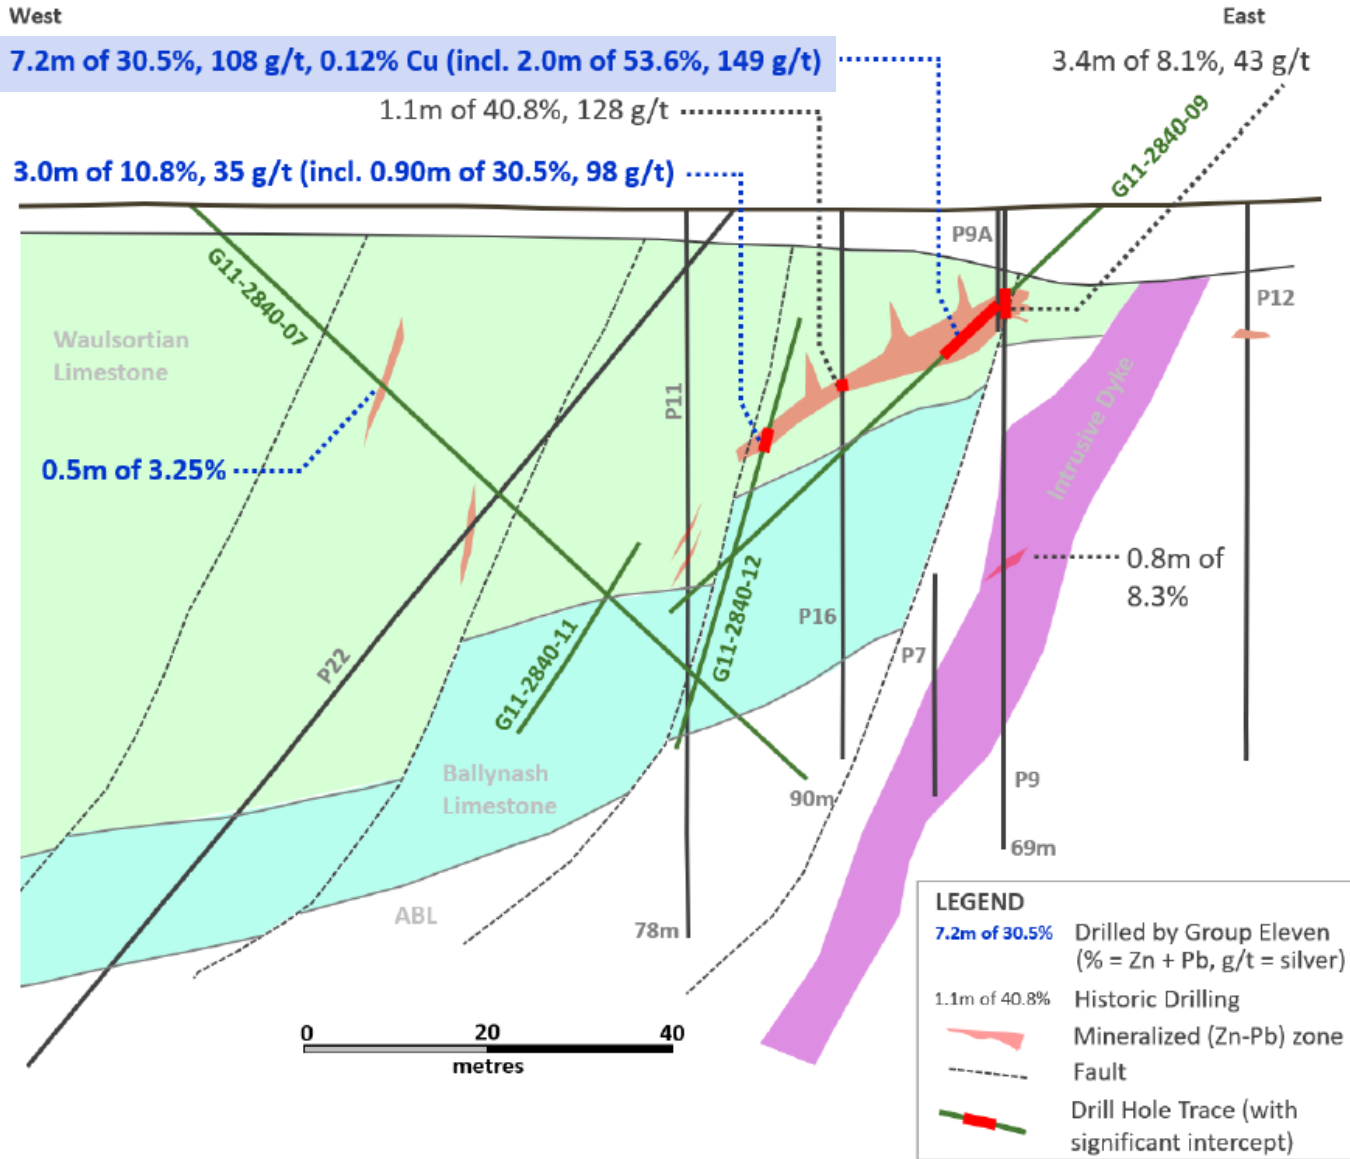 West
East
7.2m of 30.5%, 108 g/t, 0.12% Cu (incl. 2.0m of 53.6%, 149 g/t)
3.4m of 8.1%, 43 g/t
1.1m of 40.8%, 128 g/t
3.0m of 10.8%, 35 g/t (incl. 0.90m of 30.5%, 98 g/t)
G11-2840-09
P9A
G11-2840-07
P12
Waulsortian
Limestone
P11
Intrusive Dyke
0.5m of 3.25%
0.8m of
8.3%
G11-2840-12
P16
G11-2840-11
P22
P7
Ballynash
Limestone
90m
P9
69m
ABL
78m
0 20 40
metres
LEGEND
7.2m of 30.5% Drilled by Group Eleven
(% = Zn + Pb, g/t = silver)
1.1m of 40.8% Historic Drilling
Mineralized (Zn-Pb) zone
Fault
Drill Hole Trace (with
significant intercept)